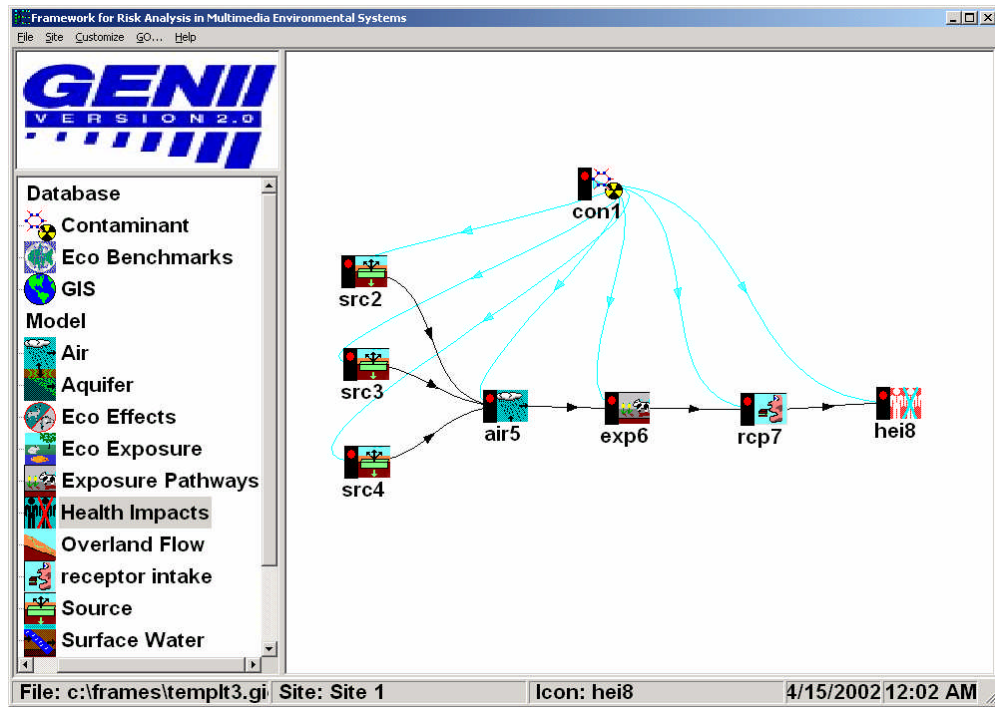 Framework for Risk Analysis in Multimedia Environmental Systems
File Site Customize GO... Help
GENII
VERSION 2.0
Database
Contaminant
Eco Benchmarks
GIS
Model
Air
Aquifer
Eco Effects
Eco Exposure
Exposure Pathways
Health Impacts
Overland Flow
receptor intake
Source
Surface Water
con1
src2
src3
src4
air5
exp6
rcp7
hei8
File: c:\frames\templt3.gi Site: Site 1 Icon: hei8 4/15/2002 12:02 AM